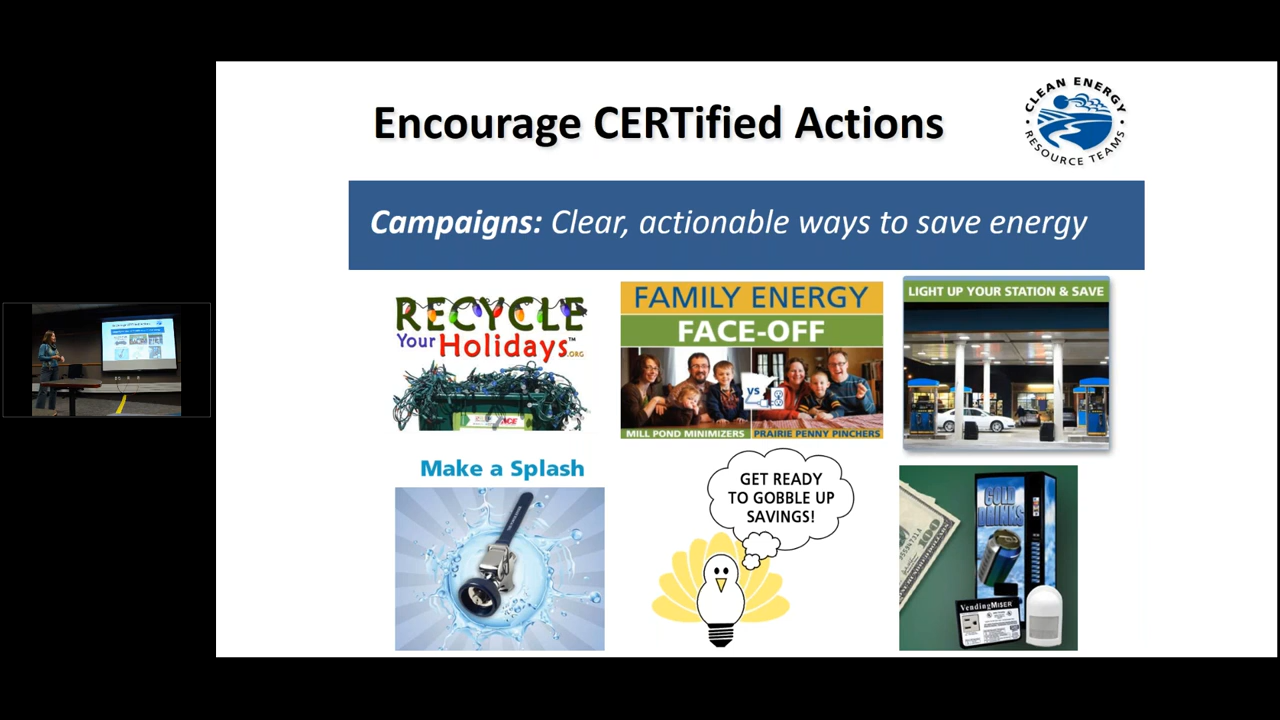 Encourage CERTified Actions
CLEAN ENERGY
RESOURCE TEAMS
Campaigns: Clear, actionable ways to save energy
RECYCLE
Your Holidays™
.ORG
FAMILY ENERGY
FACE-OFF
vs
MILL POND MINIMIZERS
PRAIRIE PENNY PINCHERS
LIGHT UP YOUR STATION & SAVE
Make a Splash
GET READY
TO GOBBLE UP
SAVINGS!
COLD
DRINKS
VendingMiSER
100